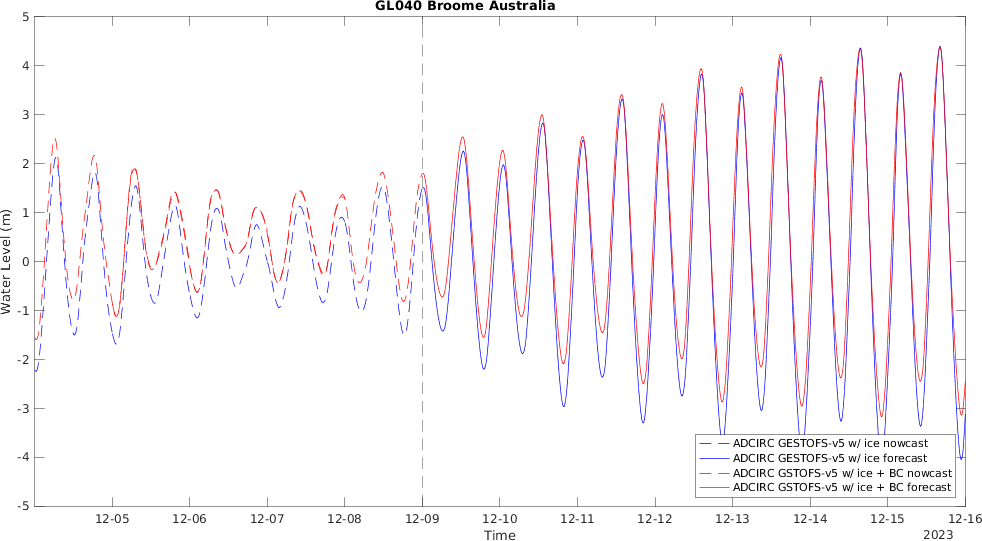 GL040 Broome Australia
5
4
3
2
1
0
-1
-2
-3
-4
-5
Water Level (m)
ADCIRC GESTOFS-v5 w/ ice nowcast
ADCIRC GESTOFS-v5 w/ ice forecast
ADCIRC GSTOFS-v5 w/ ice + BC nowcast
ADCIRC GSTOFS-v5 w/ ice + BC forecast
12-05 12-06 12-07 12-08 12-09 12-10 12-11 12-12 12-13 12-14 12-15 12-16
Time
2023